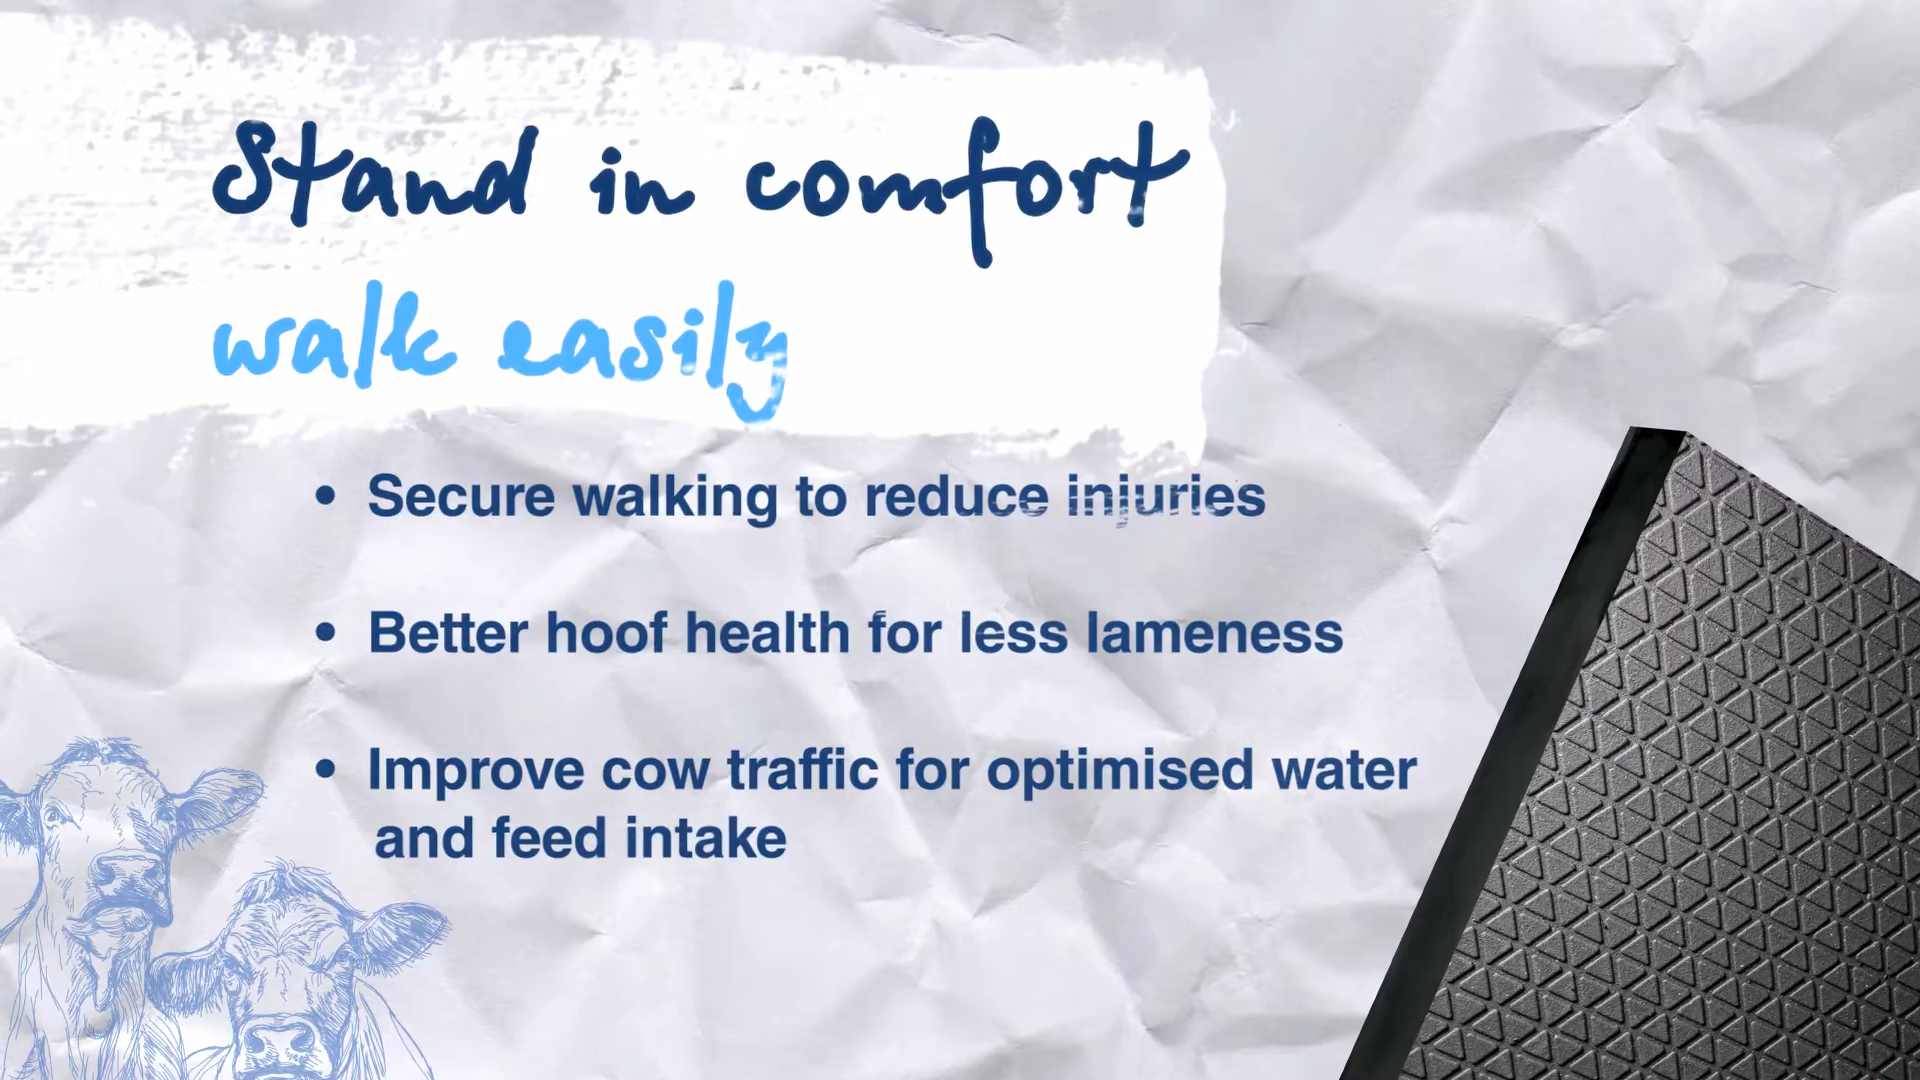 Stand in comfort
walk easily
• Secure walking to reduce injuries
• Better hoof health for less lameness
• Improve cow traffic for optimised water
and feed intake